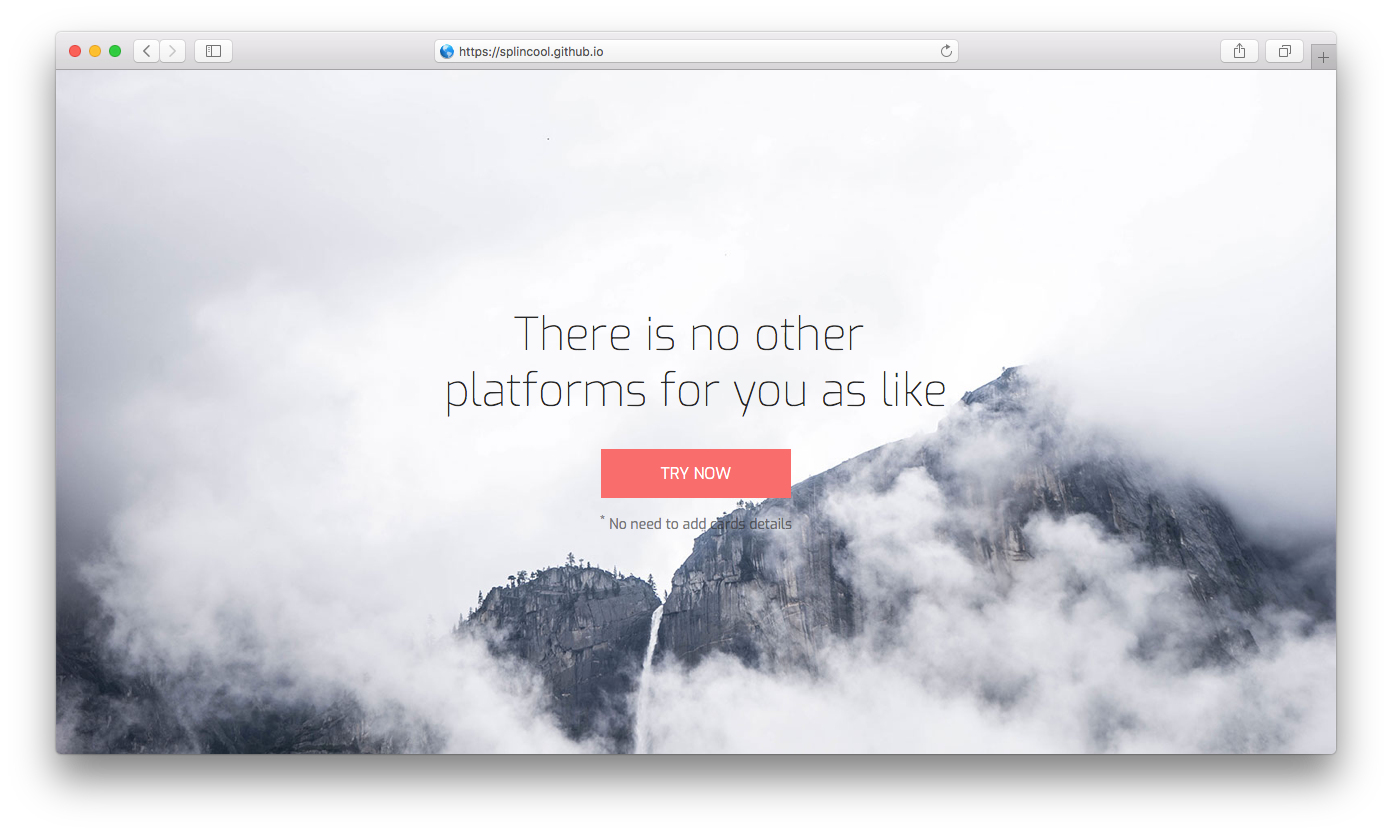 https://splincool.github.io
There is no other
platforms for you as like
TRY NOW
* No need to add cards details